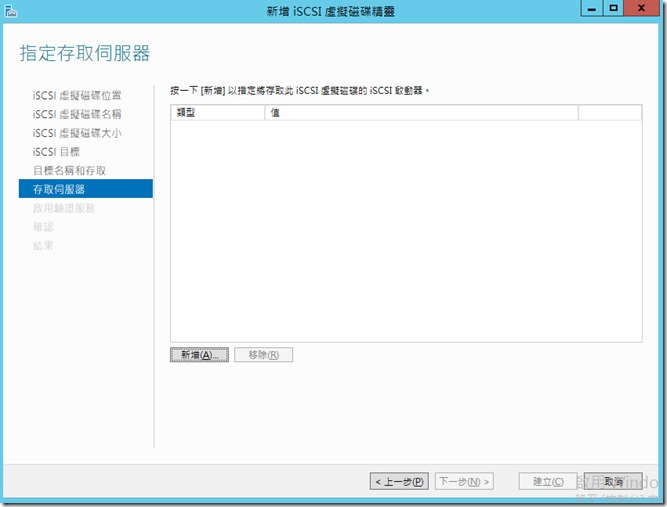 新增 iSCSI 虛擬磁碟精靈
指定存取伺服器
iSCSI 虛擬磁碟位置
iSCSI 虛擬磁碟名稱
iSCSI 虛擬磁碟大小
iSCSI 目標
目標名稱和存取
存取伺服器
啟用驗證服務
確認
結果
按一下 [新增] 以指定將存取此 iSCSI 虛擬磁碟的 iSCSI 啟動器。
類型 值
新增(A)... 移除(R)
< 上一步(P) 下一步(N) > 建立(C) 取消
啟用 Windo